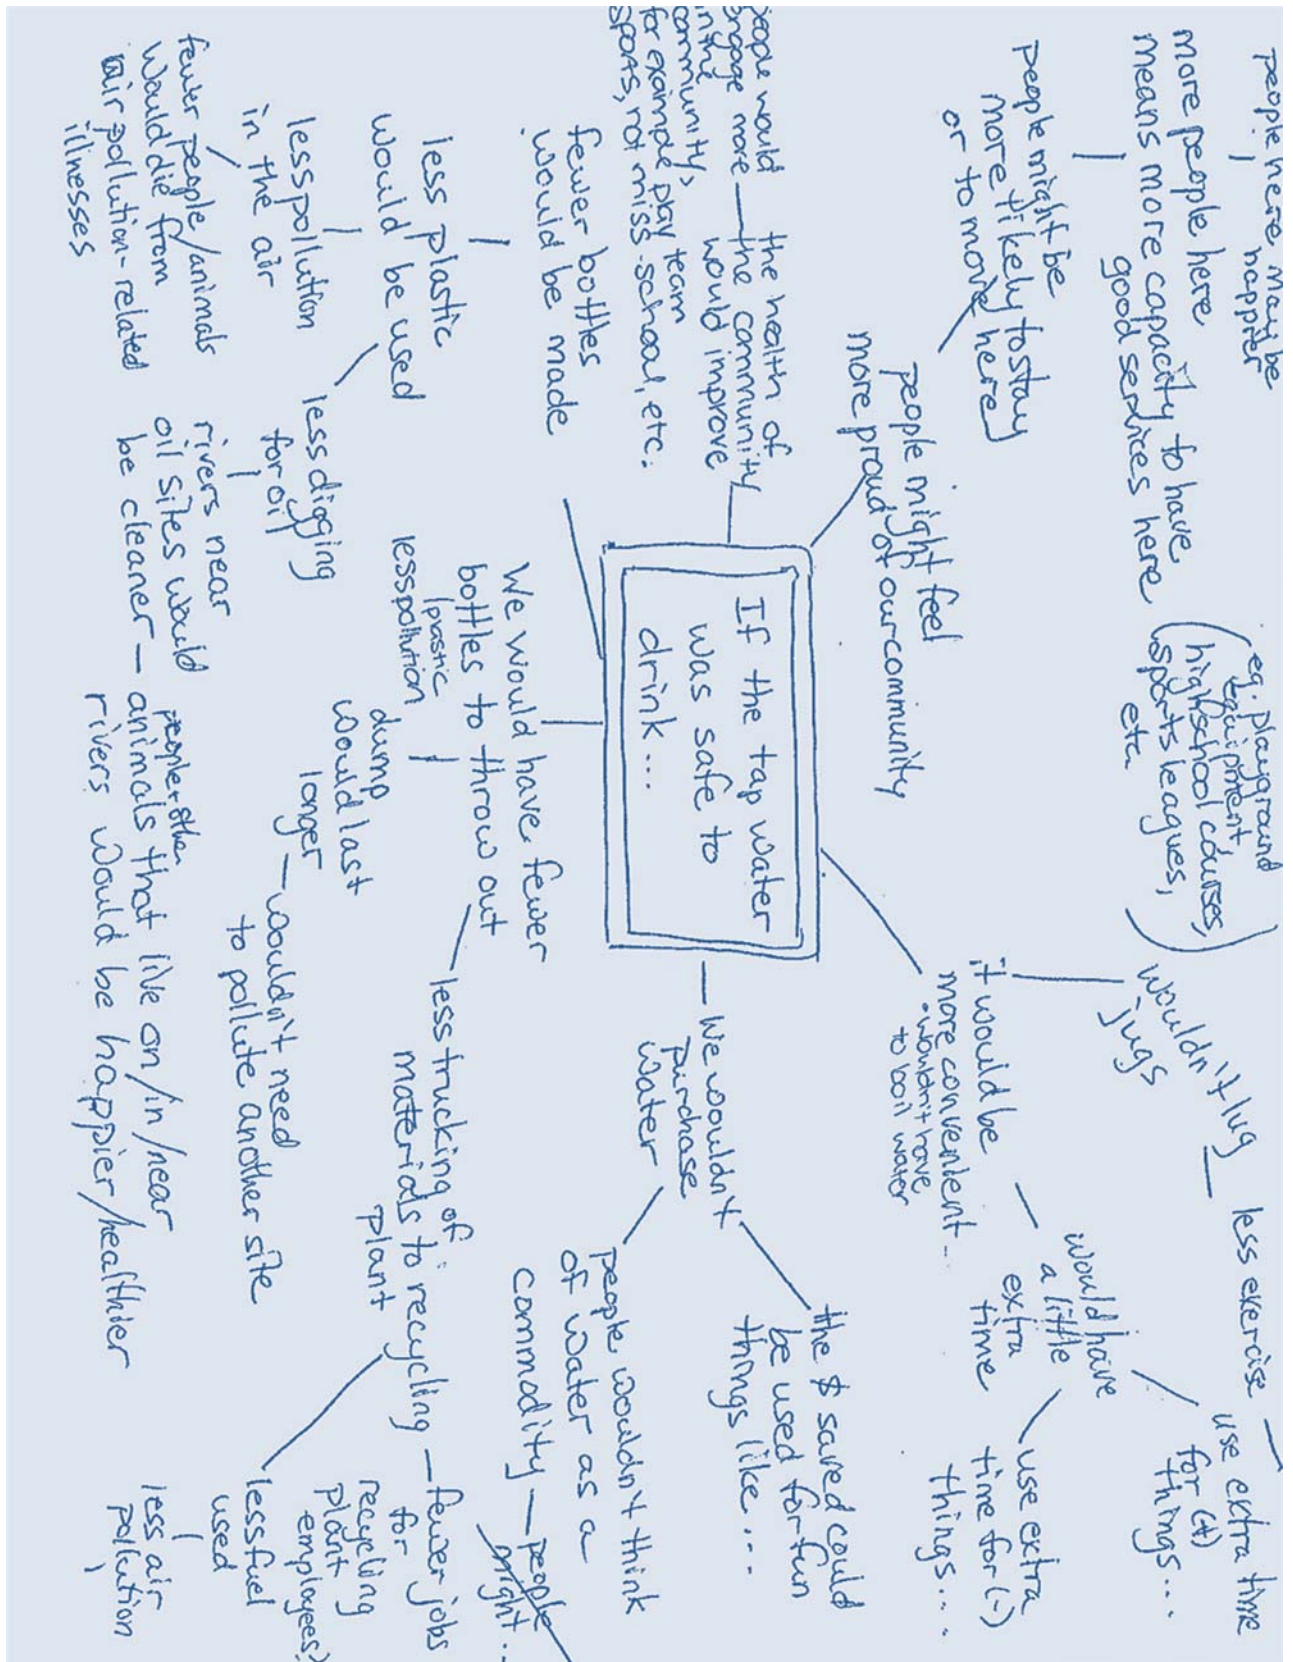 If the tap water
was safe to
drink...
people might feel
more proud of our community
people might be
more likely to stay
or to move here
more people here
means more capacity to have
good services here
(eg. playground
equipment,
highschool courses,
sports leagues,
etc.)
people here may be
happier
the health of
the community
would improve
people would
engage more
in the
community,
for example play team
sports, not miss school, etc.
fewer bottles
would be made
less plastic
would be used
less pollution
in the air
fewer people/animals
would die from
air pollution-related
illnesses
less digging
for oil
rivers near
oil sites would
be cleaner —
people + other
animals that live on/in/near
rivers would be happier/healthier
We would have fewer
bottles to throw out
less plastic
pollution
dump
would last
longer —
wouldn't need
to pollute another site
less trucking of
materials to recycling
plant
fewer jobs
for
recycling
plant
employees?
less fuel
used
less air
pollution
We wouldn't
purchase
water
people wouldn't think
of water as a
commodity —
people
might...
the $ saved could
be used for fun
things like....
it would be
more convenient...
• wouldn't have
to boil water
wouldn't lug
jugs
less exercise
would have
a little
extra
time
use extra time
for (+)
things...
use extra
time for (-)
things....